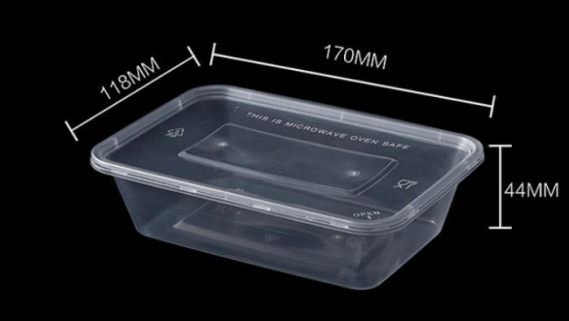 118MM
170MM
THIS IS MICROWAVE OVEN SAFE
44MM
OPEN